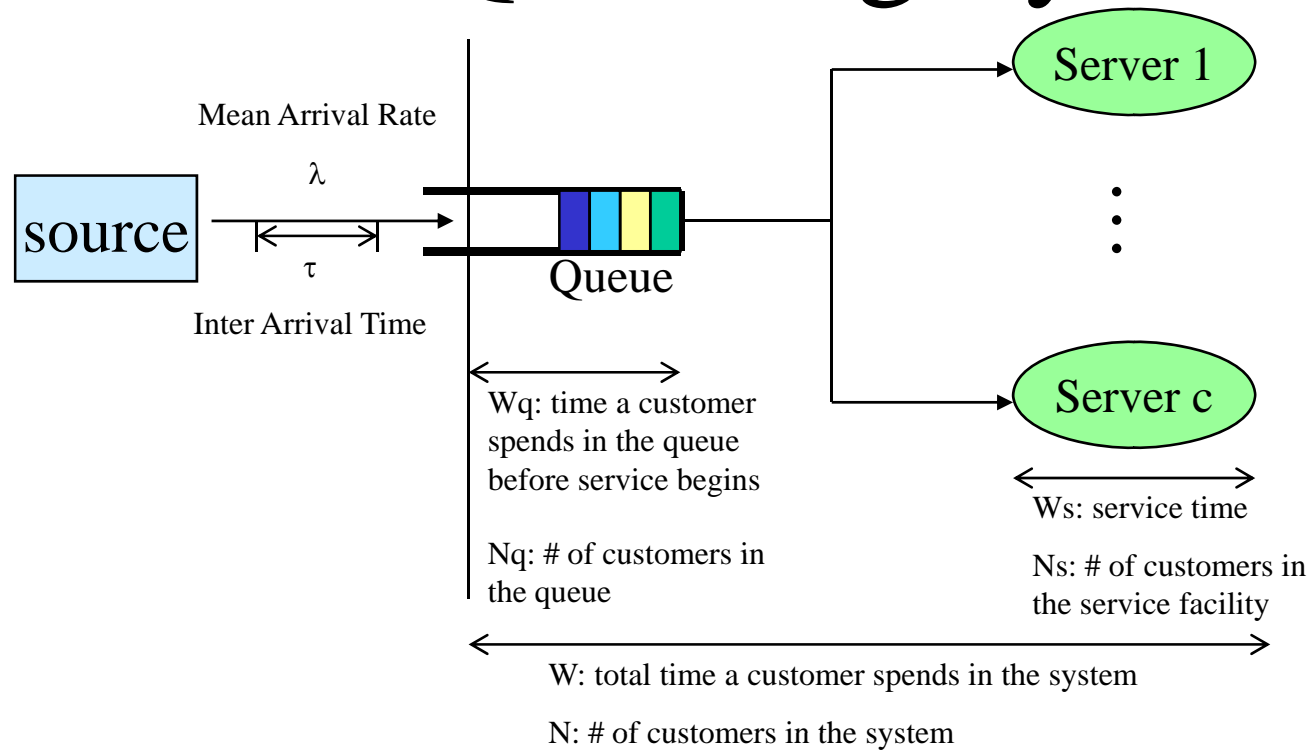 Server 1
Mean Arrival Rate
λ
source
τ
Queue
Inter Arrival Time
Wq: time a customer
spends in the queue
before service begins
Server c
Ws: service time
Nq: # of customers in
the queue
Ns: # of customers in
the service facility
W: total time a customer spends in the system
N: # of customers in the system